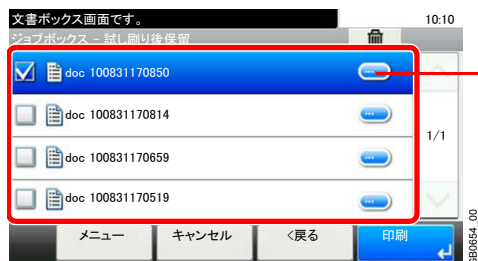 文書ボックス画面です。 10:10
ジョブボックス - 試し刷り後保留
doc 100831170850
doc 100831170814
1/1
doc 100831170659
doc 100831170519
メニュー キャンセル <戻る 印刷
GB0654_00